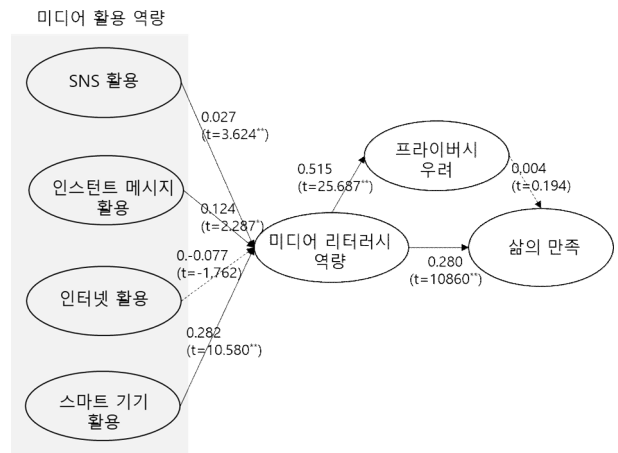 미디어 활용 역량
SNS 활용
0.027
(t=3.624**)
인스턴트 메시지
활용
0.124
(t=2.287*)
0.-0.077
(t=-1.762)
인터넷 활용
0.282
(t=10.580**)
스마트 기기
활용
미디어 리터러시
역량
0.515
(t=25.687**)
프라이버시
우려
0.004
(t=0.194)
0.280
(t=10860**)
삶의 만족